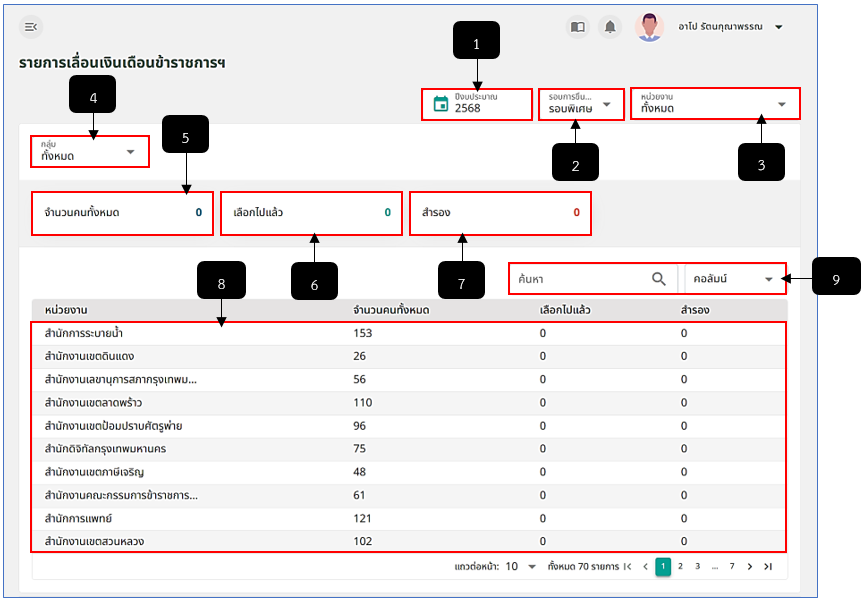 อาโป รัตนกุณาพรรณ
รายการเลื่อนเงินเดือนข้าราชการฯ
1
ปีงบประมาณ
2568
รอบการขึ้น...
รอบพิเศษ
หน่วยงาน
ทั้งหมด
4
5
2
3
กลุ่ม
ทั้งหมด
จำนวนคนทั้งหมด 0
เลือกไปแล้ว 0
สำรอง 0
8
6
7
9
ค้นหา
คอลัมน์
หน่วยงาน จำนวนคนทั้งหมด เลือกไปแล้ว สำรอง
สำนักการระบายน้ำ 153 0 0
สำนักงานเขตดินแดง 26 0 0
สำนักงานเลขานุการสภากรุงเทพม... 56 0 0
สำนักงานเขตลาดพร้าว 110 0 0
สำนักงานเขตป้อมปราบศัตรูพ่าย 96 0 0
สำนักดิจิทัลกรุงเทพมหานคร 75 0 0
สำนักงานเขตภาษีเจริญ 48 0 0
สำนักงานคณะกรรมการข้าราชการ... 61 0 0
สำนักการแพทย์ 121 0 0
สำนักงานเขตสวนหลวง 102 0 0
แถวต่อหน้า: 10 ทั้งหมด 70 รายการ 1 2 3 ... 7